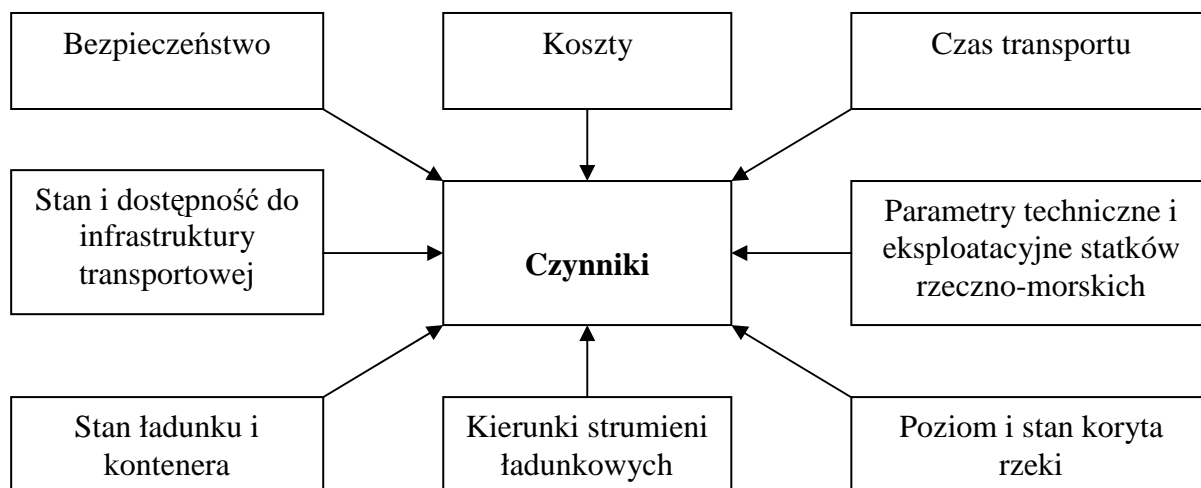 Bezpieczeństwo
Koszty
Czas transportu
Stan i dostępność do
infrastruktury
transportowej
Czynniki
Parametry techniczne i
eksploatacyjne statków
rzeczno-morskich
Stan ładunku i
kontenera
Kierunki strumieni
ładunkowych
Poziom i stan koryta
rzeki